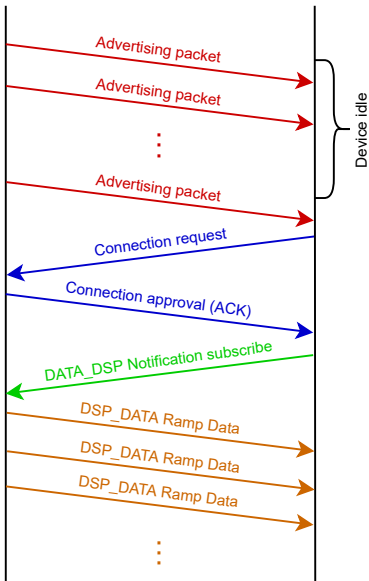 Advertising packet
Advertising packet
Device idle
⋮
Advertising packet
Connection request
Connection approval (ACK)
DATA_DSP Notification subscribe
DSP_DATA Ramp Data
DSP_DATA Ramp Data
DSP_DATA Ramp Data
⋮